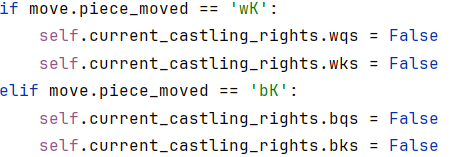 if move.piece_moved == 'wK':
    self.current_castling_rights.wqs = False
    self.current_castling_rights.wks = False
elif move.piece_moved == 'bK':
    self.current_castling_rights.bqs = False
    self.current_castling_rights.bks = False